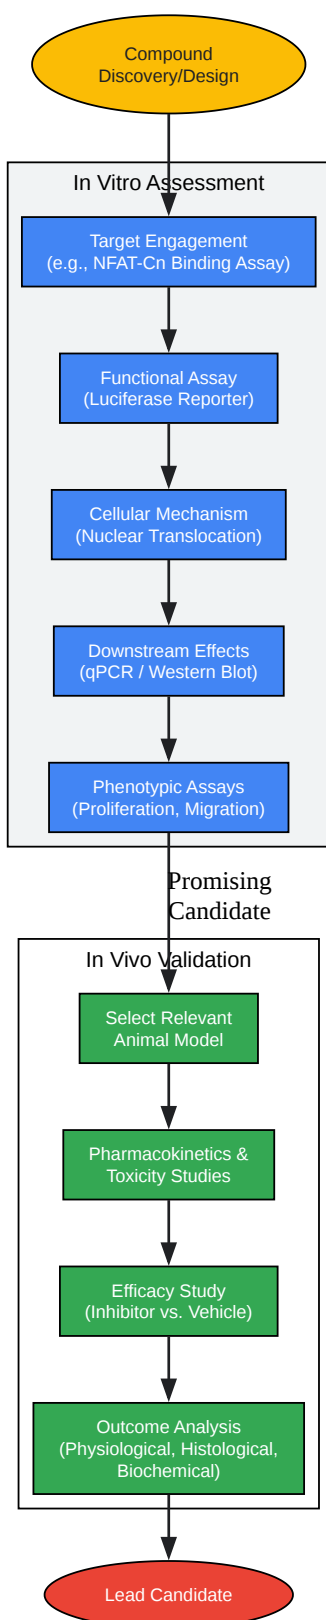 Compound
Discovery/Design
In Vitro Assessment
Target Engagement
(e.g., NFAT-Cn Binding Assay)
Functional Assay
(Luciferase Reporter)
Cellular Mechanism
(Nuclear Translocation)
Downstream Effects
(qPCR / Western Blot)
Phenotypic Assays
(Proliferation, Migration)
Promising
Candidate
In Vivo Validation
Select Relevant
Animal Model
Pharmacokinetics &
Toxicity Studies
Efficacy Study
(Inhibitor vs. Vehicle)
Outcome Analysis
(Physiological, Histological,
Biochemical)
Lead Candidate